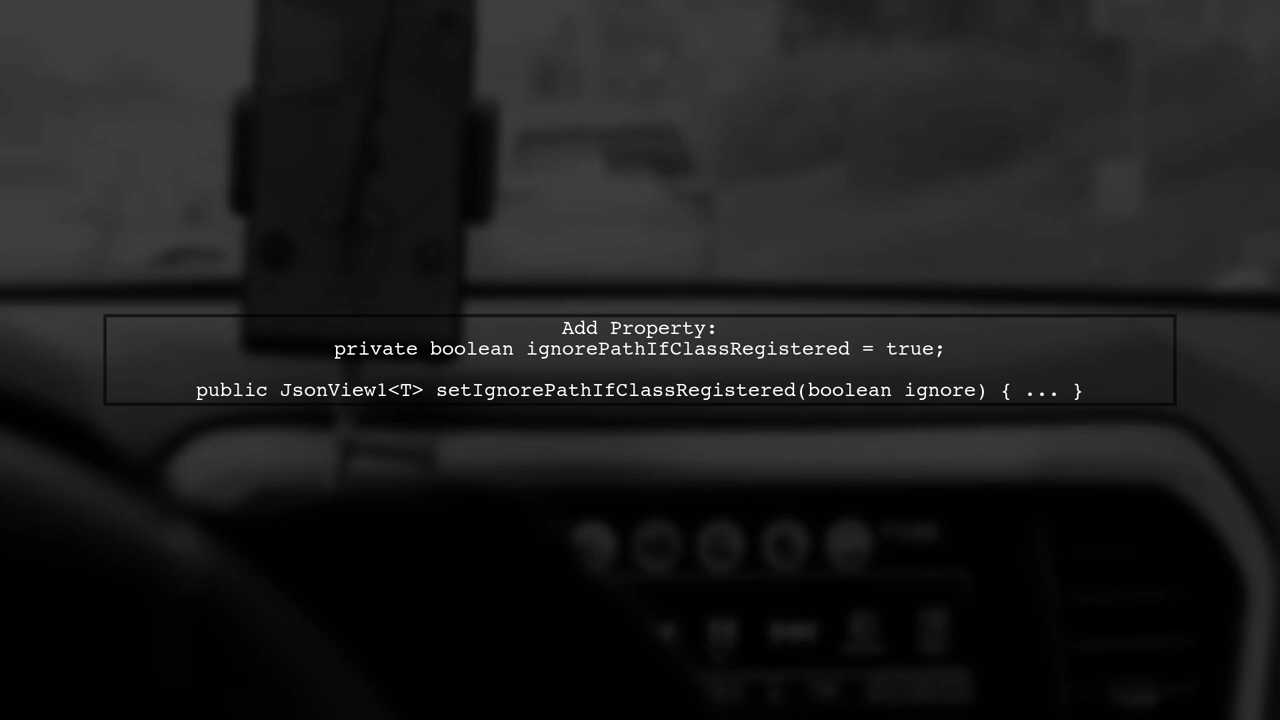 Add Property:
private boolean ignorePathIfClassRegistered = true;
public JsonView1<T> setIgnorePathIfClassRegistered(boolean ignore) { ... }